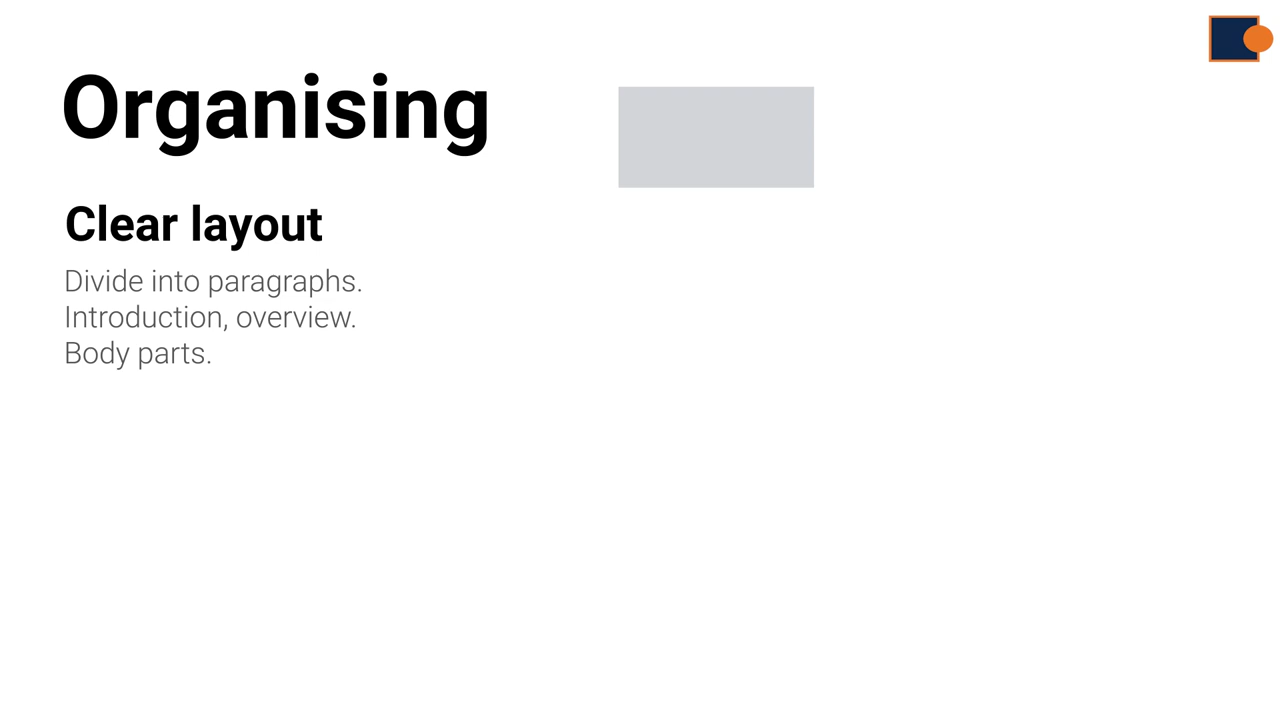 Organising
Clear layout
Divide into paragraphs.
Introduction, overview.
Body parts.